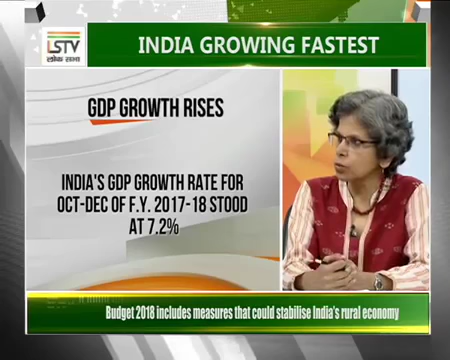 LSTV
लोक सभा
INDIA GROWING FASTEST
GDP GROWTH RISES
INDIA'S GDP GROWTH RATE FOR
OCT-DEC OF F.Y. 2017-18 STOOD
AT 7.2%
Budget 2018 includes measures that could stabilise India's rural economy